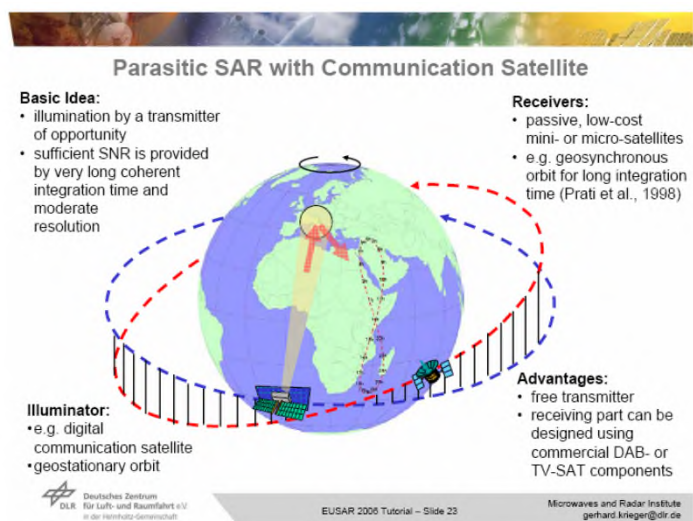 Parasitic SAR with Communication Satellite
Basic Idea:
• illumination by a transmitter
of opportunity
• sufficient SNR is provided
by very long coherent
integration time and
moderate
resolution
Receivers:
• passive, low-cost
mini- or micro-satellites
• e.g. geosynchronous
orbit for long integration
time (Prati et al., 1998)
Illuminator:
• e.g. digital
communication satellite
• geostationary orbit
Advantages:
• free transmitter
• receiving part can be
designed using
commercial DAB- or
TV-SAT components
DLR
Deutsches Zentrum
für Luft- und Raumfahrt e.V.
in der Helmholtz-Gemeinschaft
EUSAR 2006 Tutorial – Slide 23
Microwaves and Radar Institute
gerhard.krieger@dlr.de